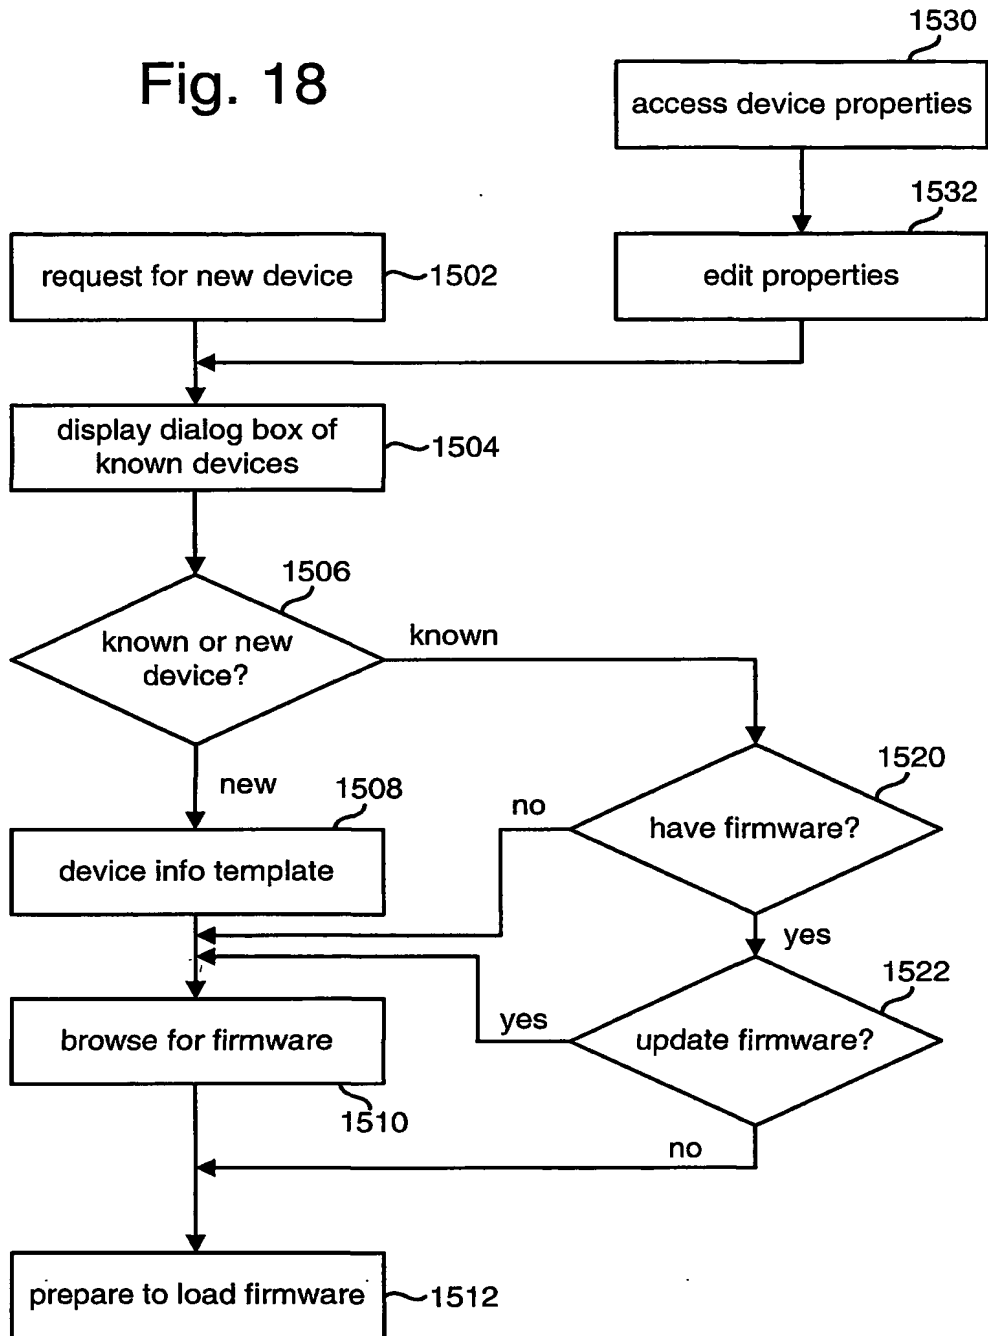 Fig. 18
1530
access device properties
1532
edit properties
request for new device
1502
display dialog box of
known devices
1504
1506
known or new
device?
known
new
1508
device info template
1520
have firmware?
no
yes
1522
update firmware?
yes
no
browse for firmware
1510
prepare to load firmware
1512